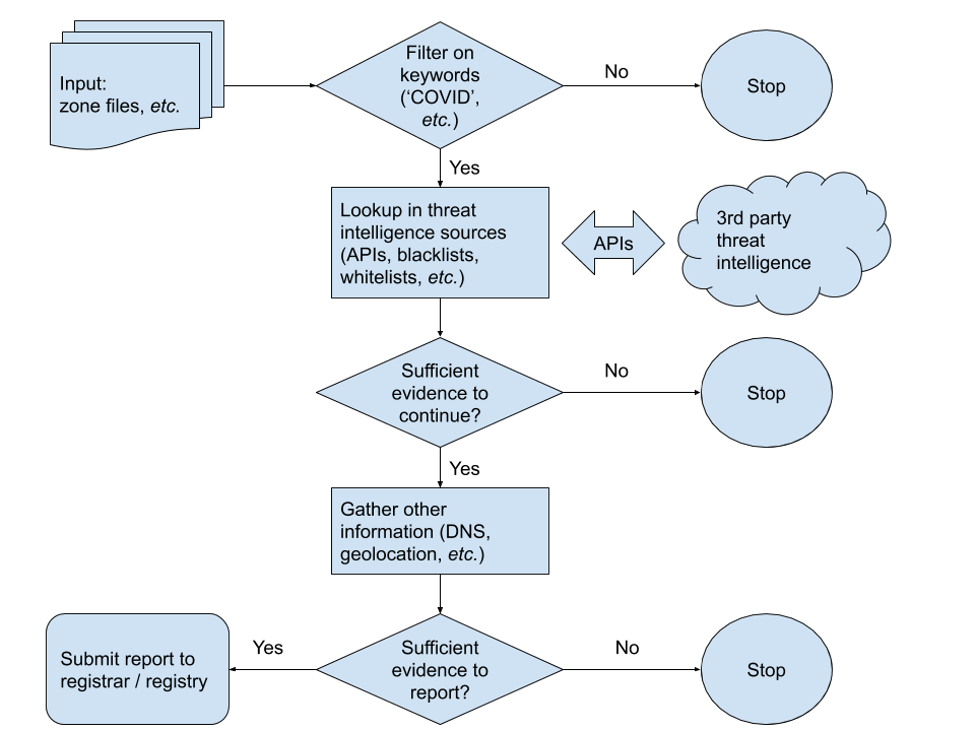 Input:
zone files, etc.
Filter on
keywords
(‘COVID’,
etc.)
No
Stop
Yes
Lookup in threat
intelligence sources
(APIs, blacklists,
whitelists, etc.)
APIs
3rd party
threat
intelligence
Sufficient
evidence to
continue?
No
Stop
Yes
Gather other
information (DNS,
geolocation, etc.)
Submit report to
registrar / registry
Yes
Sufficient
evidence to
report?
No
Stop